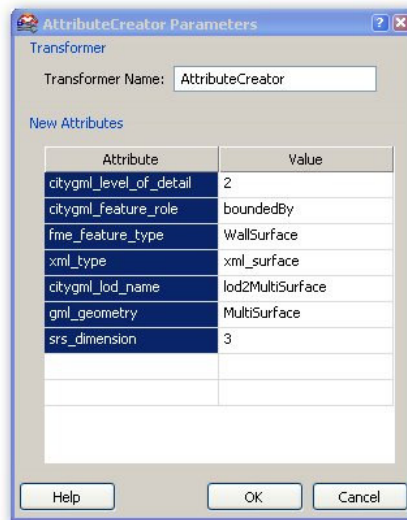 AttributeCreator Parameters
Transformer
Transformer Name: AttributeCreator
New Attributes
Attribute Value
citygml_level_of_detail 2
citygml_feature_role boundedBy
fme_feature_type WallSurface
xml_type xml_surface
citygml_lod_name lod2MultiSurface
gml_geometry MultiSurface
srs_dimension 3
Help OK Cancel